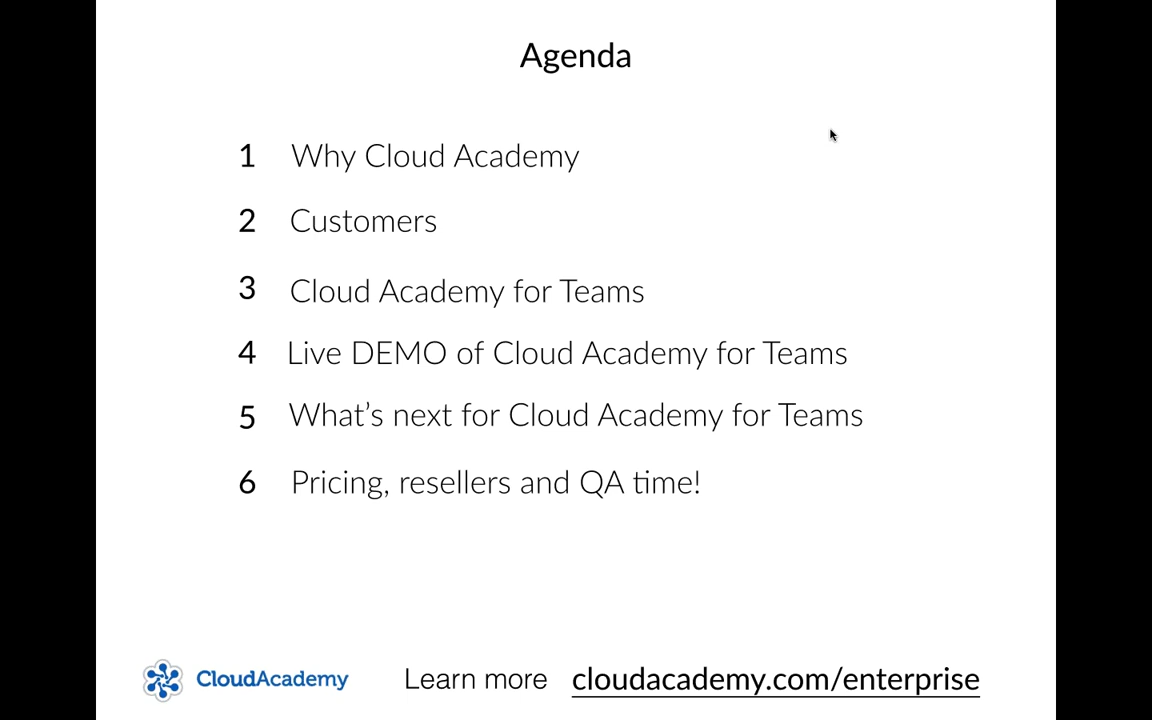 Agenda
1 Why Cloud Academy
2 Customers
3 Cloud Academy for Teams
4 Live DEMO of Cloud Academy for Teams
5 What’s next for Cloud Academy for Teams
6 Pricing, resellers and QA time!
CloudAcademy Learn more cloudacademy.com/enterprise